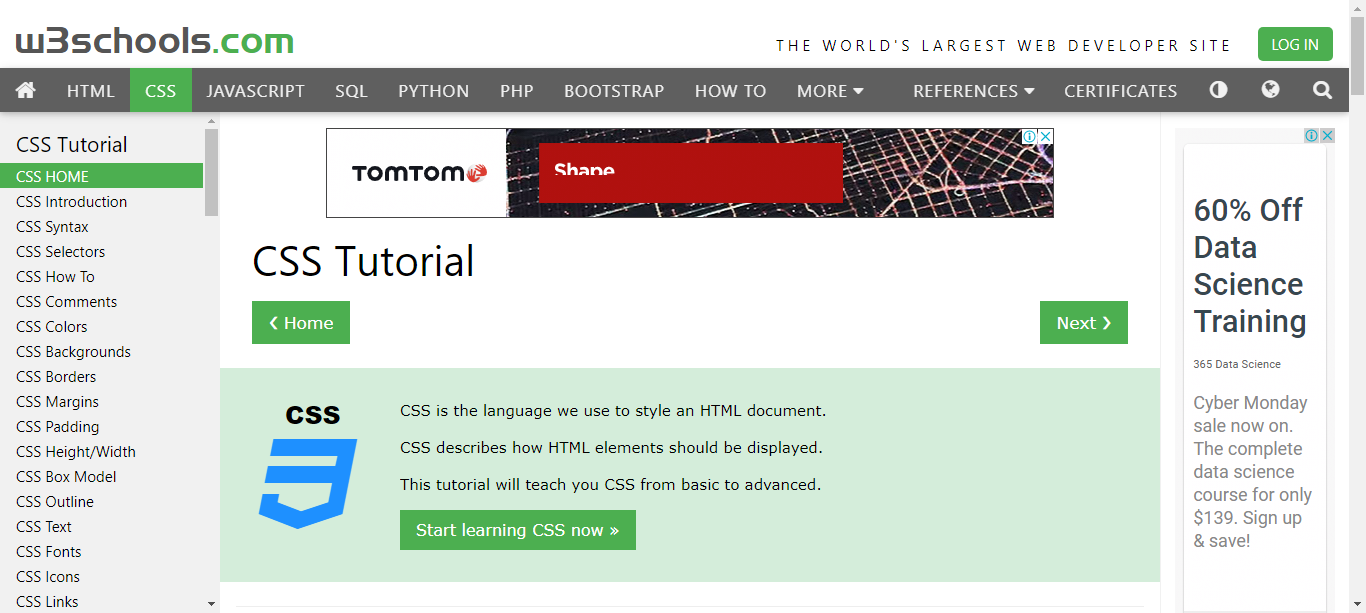 w3schools.com
THE WORLD'S LARGEST WEB DEVELOPER SITE
LOG IN
HTML CSS JAVASCRIPT SQL PYTHON PHP BOOTSTRAP HOW TO MORE REFERENCES CERTIFICATES
CSS Tutorial
CSS HOME
CSS Introduction
CSS Syntax
CSS Selectors
CSS How To
CSS Comments
CSS Colors
CSS Backgrounds
CSS Borders
CSS Margins
CSS Padding
CSS Height/Width
CSS Box Model
CSS Outline
CSS Text
CSS Fonts
CSS Icons
CSS Links
TOMTOM
Shape
CSS Tutorial
❮ Home
Next ❯
CSS
CSS is the language we use to style an HTML document.
CSS describes how HTML elements should be displayed.
This tutorial will teach you CSS from basic to advanced.
Start learning CSS now »
60% Off
Data
Science
Training
365 Data Science
Cyber Monday
sale now on.
The complete
data science
course for only
$139. Sign up
& save!